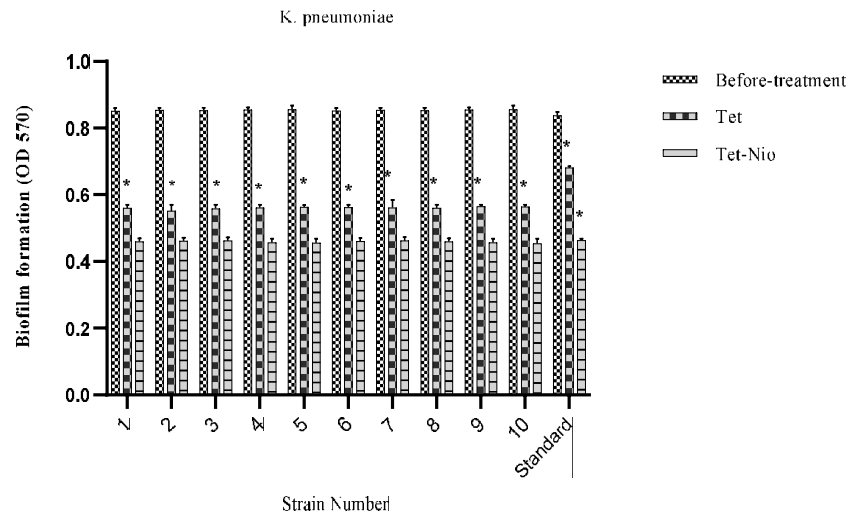 K. pneumoniae
1.0
0.8
0.6
0.4
0.2
0.0
Biofilm formation (OD 570)
* * * * * * * * * * * *
1 2 3 4 5 6 7 8 9 10 Standard
Strain Number
Before-treatment
Tet
Tet-Nio